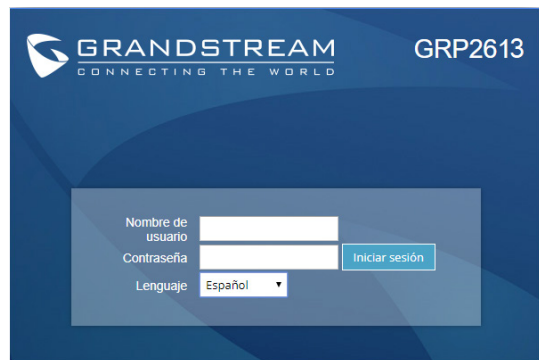 GRANDSTREAM
CONNECTING THE WORLD
GRP2613
Nombre de
usuario
Contraseña
Iniciar sesión
Lenguaje
Español